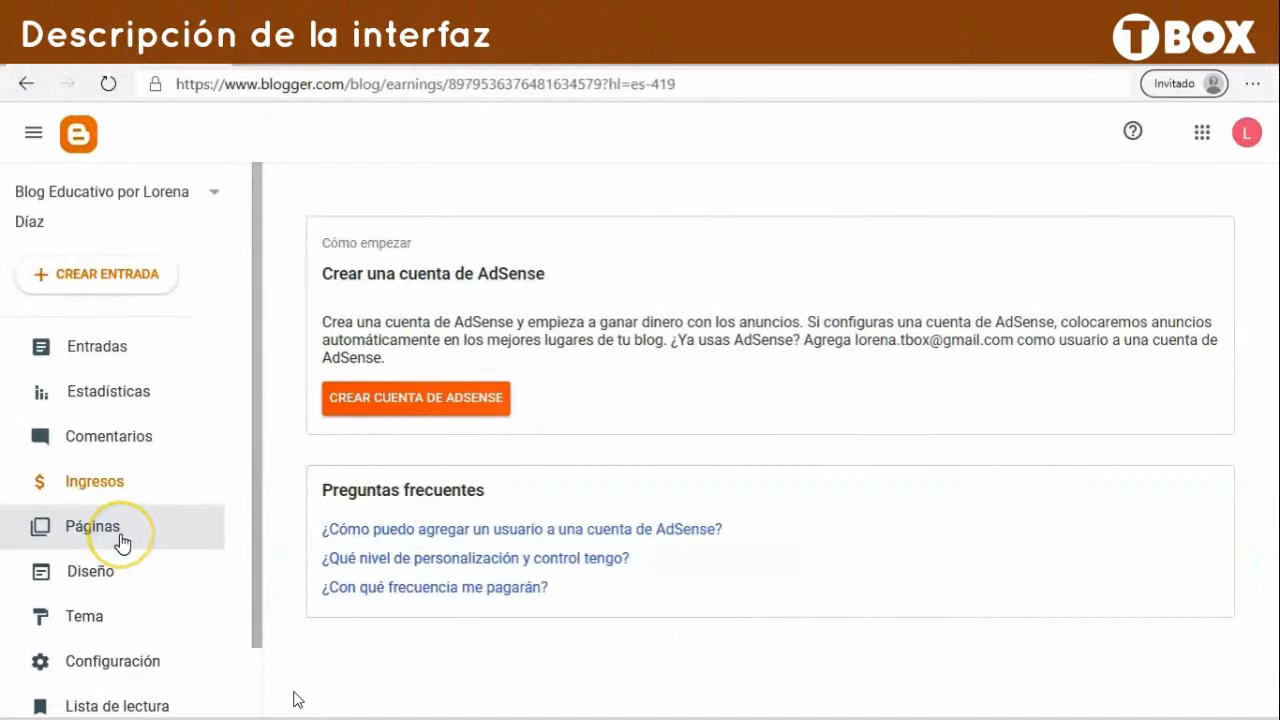 Descripción de la interfaz
T BOX
https://www.blogger.com/blog/earnings/8979536376481634579?hl=es-419
Invitado
L
Blog Educativo por Lorena
Díaz
+ CREAR ENTRADA
Entradas
Estadísticas
Comentarios
Ingresos
Páginas
Diseño
Tema
Configuración
Lista de lectura
Cómo empezar
Crear una cuenta de AdSense
Crea una cuenta de AdSense y empieza a ganar dinero con los anuncios. Si configuras una cuenta de AdSense, colocaremos anuncios
automáticamente en los mejores lugares de tu blog. ¿Ya usas AdSense? Agrega lorena.tbox@gmail.com como usuario a una cuenta de
AdSense.
CREAR CUENTA DE ADSENSE
Preguntas frecuentes
¿Cómo puedo agregar un usuario a una cuenta de AdSense?
¿Qué nivel de personalización y control tengo?
¿Con qué frecuencia me pagarán?